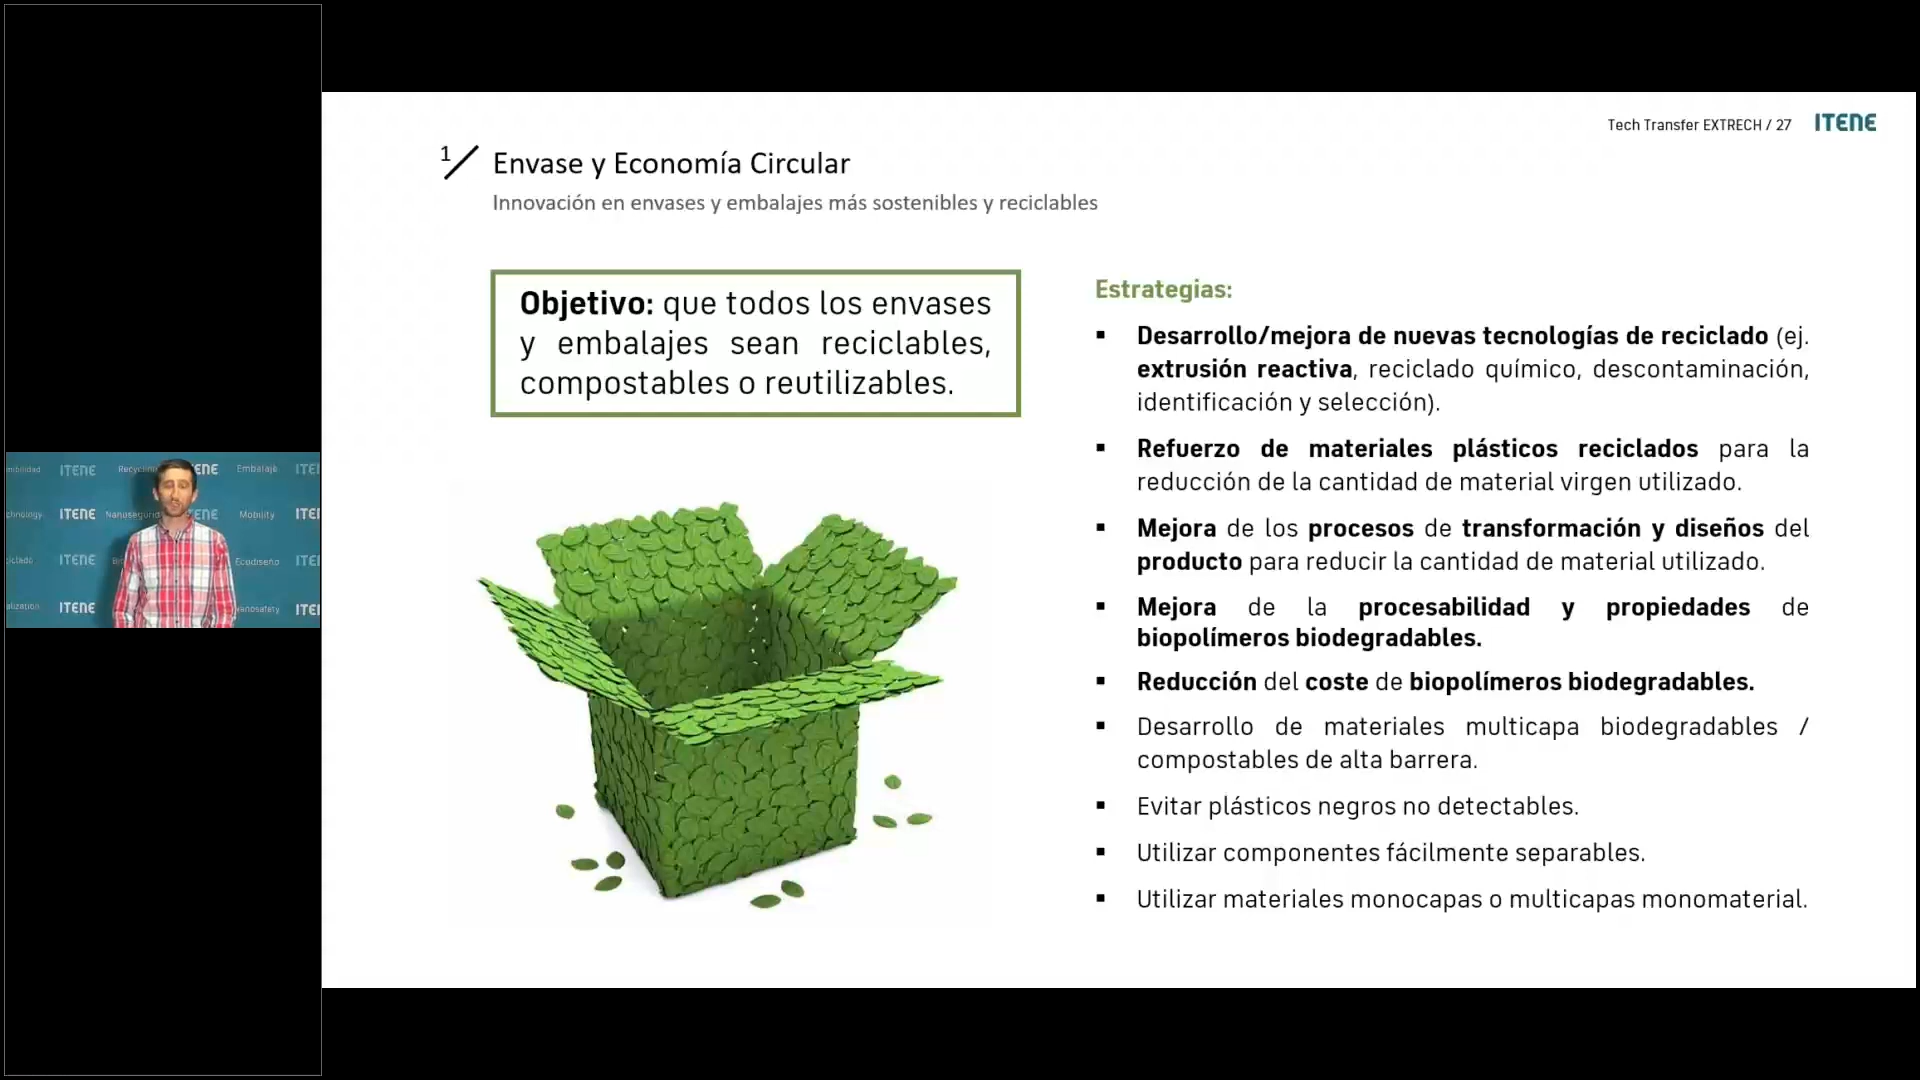 Tech Transfer EXTRECH / 27 ITENE
1/ Envase y Economía Circular
Innovación en envases y embalajes más sostenibles y reciclables
Objetivo: que todos los envases
y embalajes sean reciclables,
compostables o reutilizables.
Estrategias:
▪ Desarrollo/mejora de nuevas tecnologías de reciclado (ej.
extrusión reactiva, reciclado químico, descontaminación,
identificación y selección).
▪ Refuerzo de materiales plásticos reciclados para la
reducción de la cantidad de material virgen utilizado.
▪ Mejora de los procesos de transformación y diseños del
producto para reducir la cantidad de material utilizado.
▪ Mejora de la procesabilidad y propiedades de
biopolímeros biodegradables.
▪ Reducción del coste de biopolímeros biodegradables.
▪ Desarrollo de materiales multicapa biodegradables /
compostables de alta barrera.
▪ Evitar plásticos negros no detectables.
▪ Utilizar componentes fácilmente separables.
▪ Utilizar materiales monocapas o multicapas monomaterial.
ITENE Embalaje
ITENE Mobility
ITENE Ecodiseño
ITENE